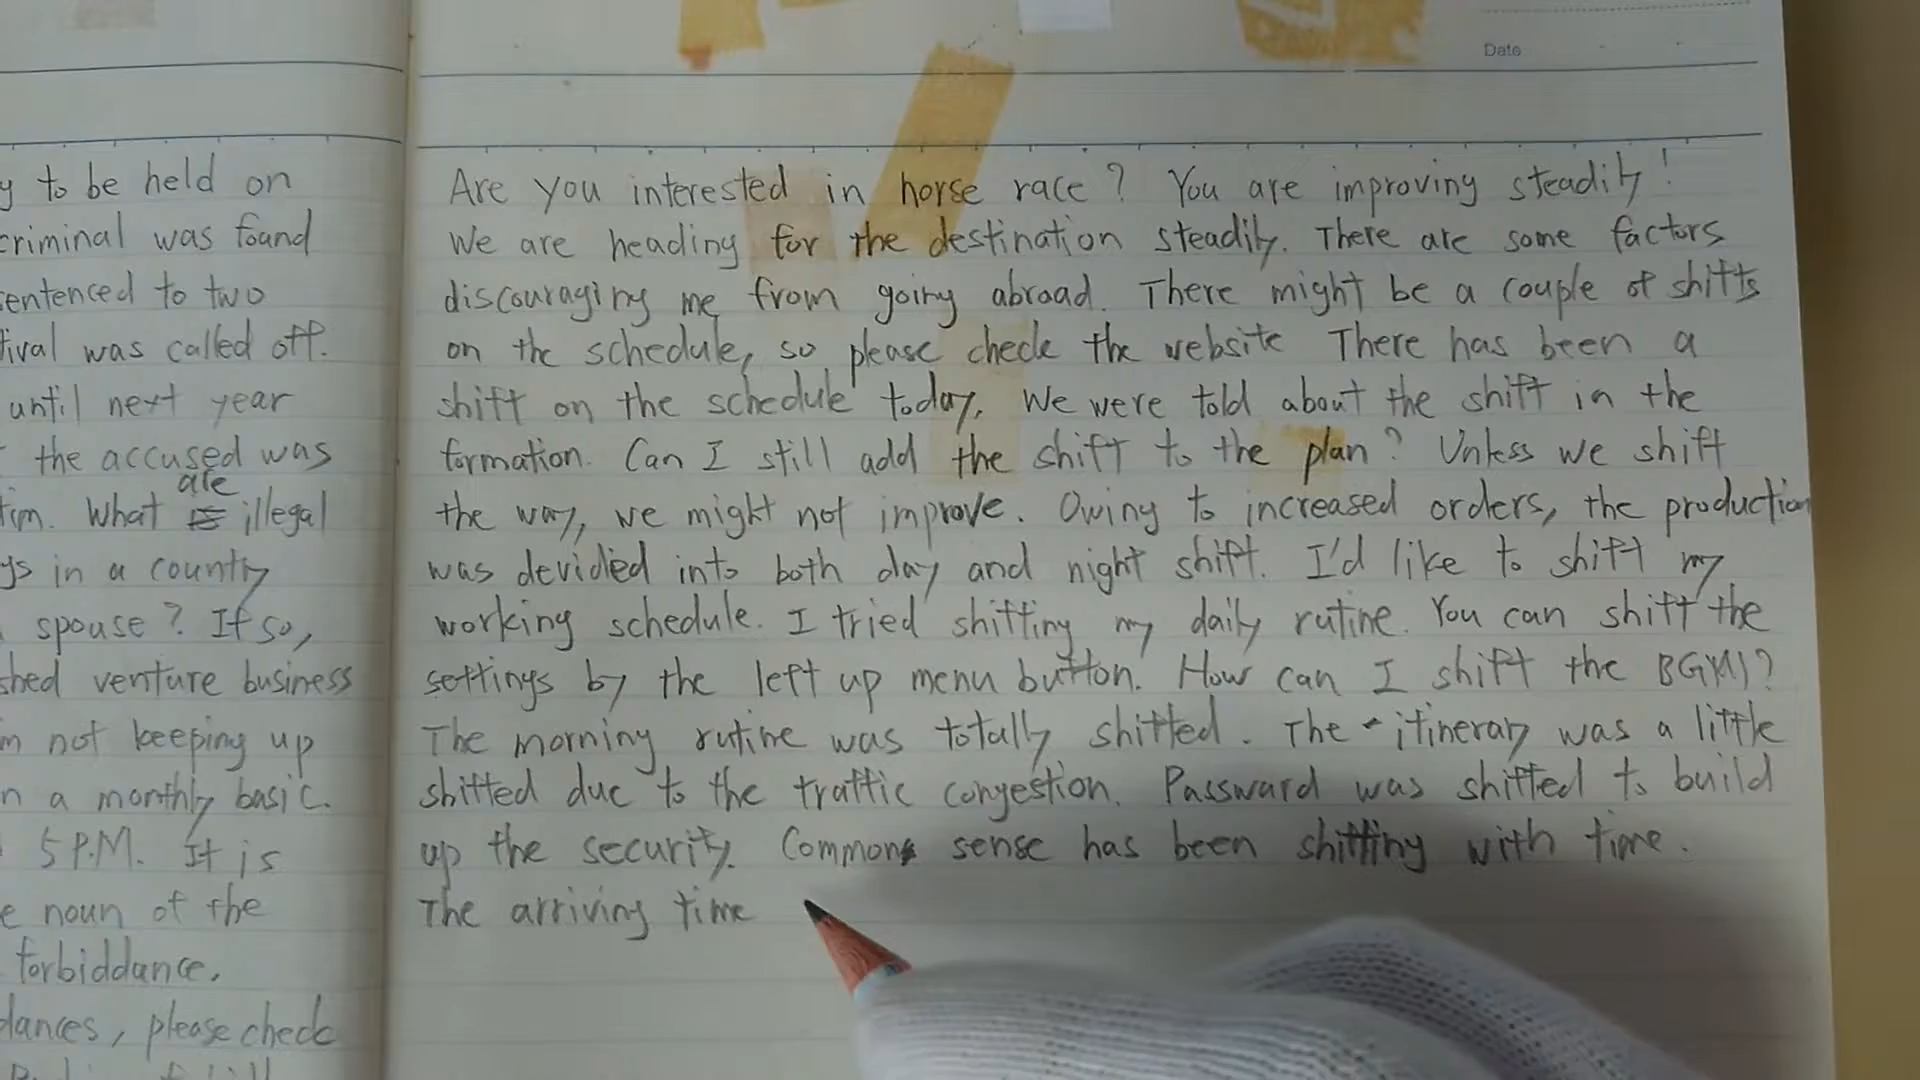 Date
y to be held on
criminal was found
sentenced to two
tival was called off.
until next year
the accused was
are
tim. What illegal
ys in a country
spouse? If so,
shed venture business
m not keeping up
n a monthly basic.
5 P.M. It is
e noun of the
forbiddance.
dances, please check
Are you interested in horse race? You are improving steadily!
We are heading for the destination steadily. There are some factors
discouraging me from going abroad. There might be a couple of shifts
on the schedule, so please check the website There has been a
shift on the schedule today. We were told about the shift in the
formation. Can I still add the shift to the plan? Unless we shift
the way, we might not improve. Owing to increased orders, the production
was devided into both day and night shift. I'd like to shift my
working schedule. I tried shifting my daily rutine. You can shift the
settings by the left up menu button. How can I shift the BGM?
The morning rutine was totally shifted. The itinerary was a little
shifted due to the traffic congestion. Passward was shifted to build
up the security. Common sense has been shifting with time.
The arriving time